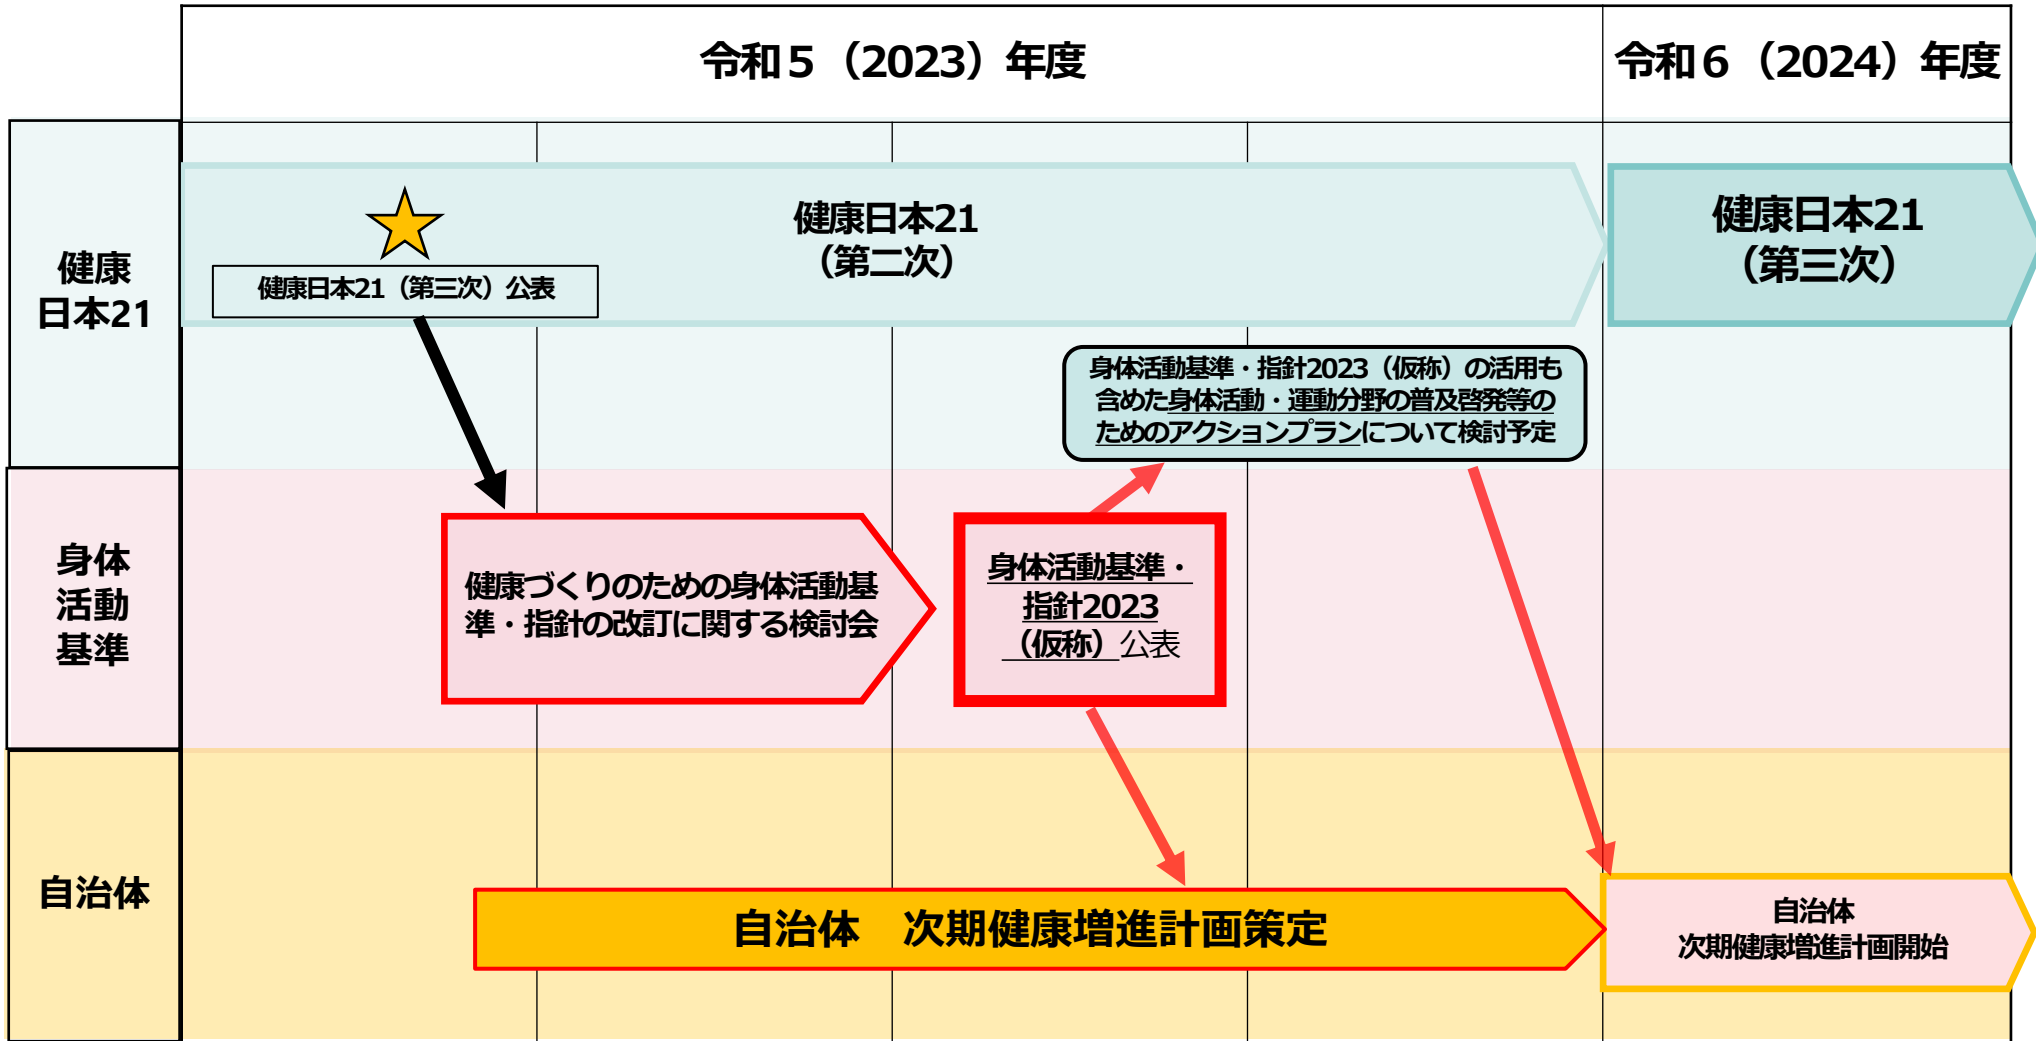 令和５（2023）年度
令和６（2024）年度
健康
日本21
健康日本21
（第二次）
健康日本21（第三次）公表
健康日本21
（第三次）
身体活動基準・指針2023（仮称）の活用も
含めた身体活動・運動分野の普及啓発等の
ためのアクションプランについて検討予定
身体
活動
基準
健康づくりのための身体活動基
準・指針の改訂に関する検討会
身体活動基準・
指針2023
（仮称）公表
自治体
自治体　次期健康増進計画策定
自治体
次期健康増進計画開始